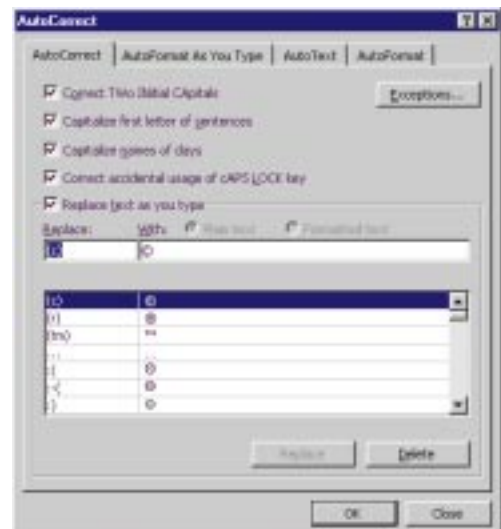 AutoCorrect
AutoCorrect AutoFormat As You Type AutoText AutoFormat
Correct TWo INitial CApitals Exceptions...
Capitalize first letter of sentences
Capitalize names of days
Correct accidental usage of cAPS LOCK key
Replace text as you type
Replace: With: Plain text Formatted text
(c) ©
(c) ©
(r) ®
(tm) ™
... …
:(
:-(
:)
Replace Delete
OK Close